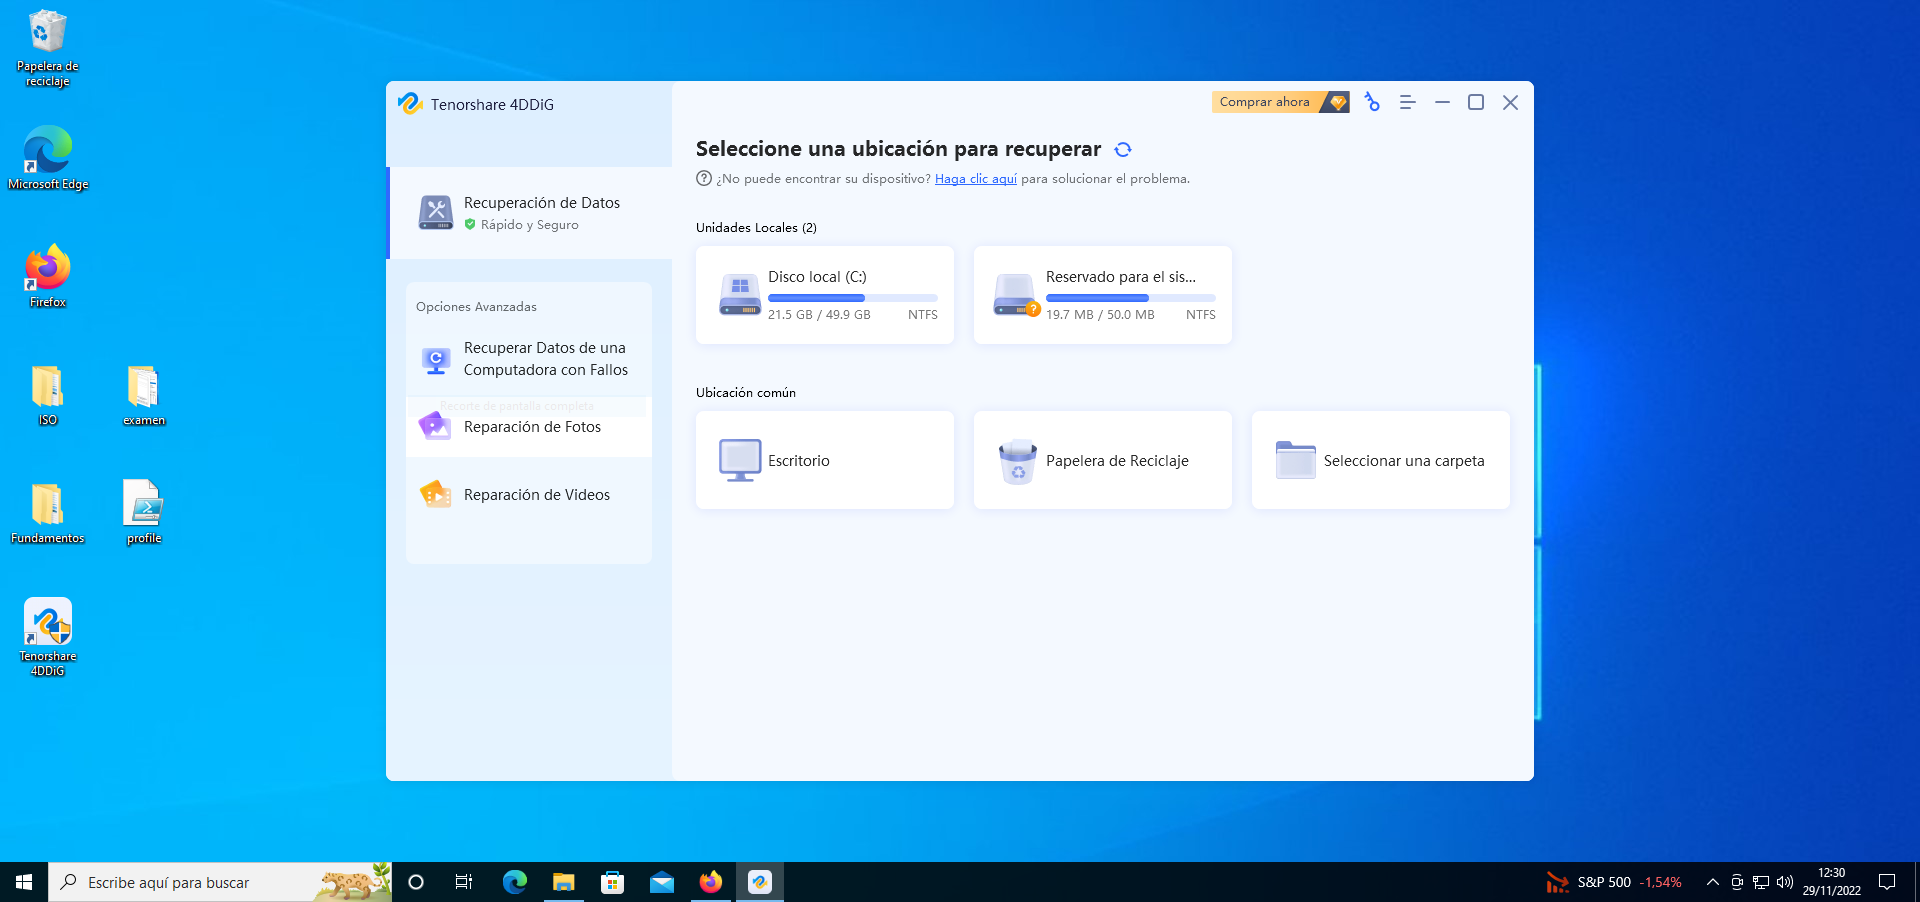 Papelera de
reciclaje
Microsoft Edge
Firefox
ISO
examen
Fundamentos
profile
Tenorshare
4DDiG
Tenorshare 4DDiG
Comprar ahora
Recuperación de Datos
Rápido y Seguro
Opciones Avanzadas
Recuperar Datos de una
Computadora con Fallos
Recorte de pantalla completa
Reparación de Fotos
Reparación de Videos
Seleccione una ubicación para recuperar
¿No puede encontrar su dispositivo? Haga clic aquí para solucionar el problema.
Unidades Locales (2)
Disco local (C:)
21.5 GB / 49.9 GB NTFS
Reservado para el sis...
19.7 MB / 50.0 MB NTFS
Ubicación común
Escritorio
Papelera de Reciclaje
Seleccionar una carpeta
Escribe aquí para buscar
S&P 500 -1,54%
12:30
29/11/2022